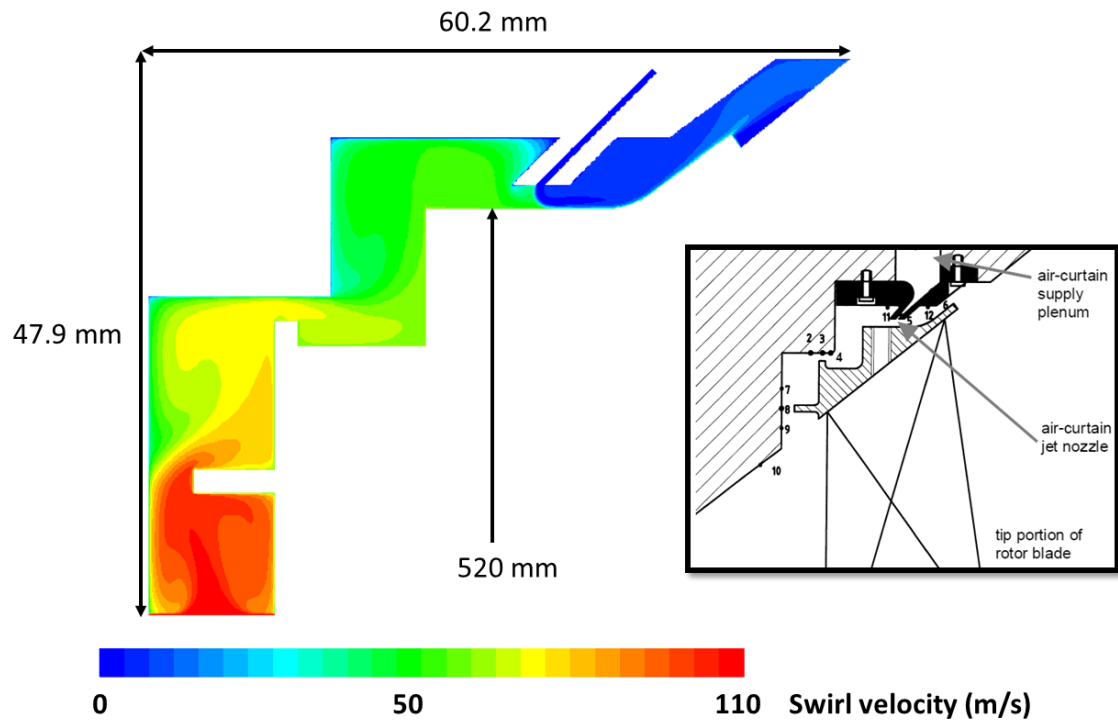 60.2 mm
47.9 mm
520 mm
air-curtain
supply
plenum
11
5
12
6
2
3
4
7
8
9
10
air-curtain
jet nozzle
tip portion of
rotor blade
0
50
110
Swirl velocity (m/s)